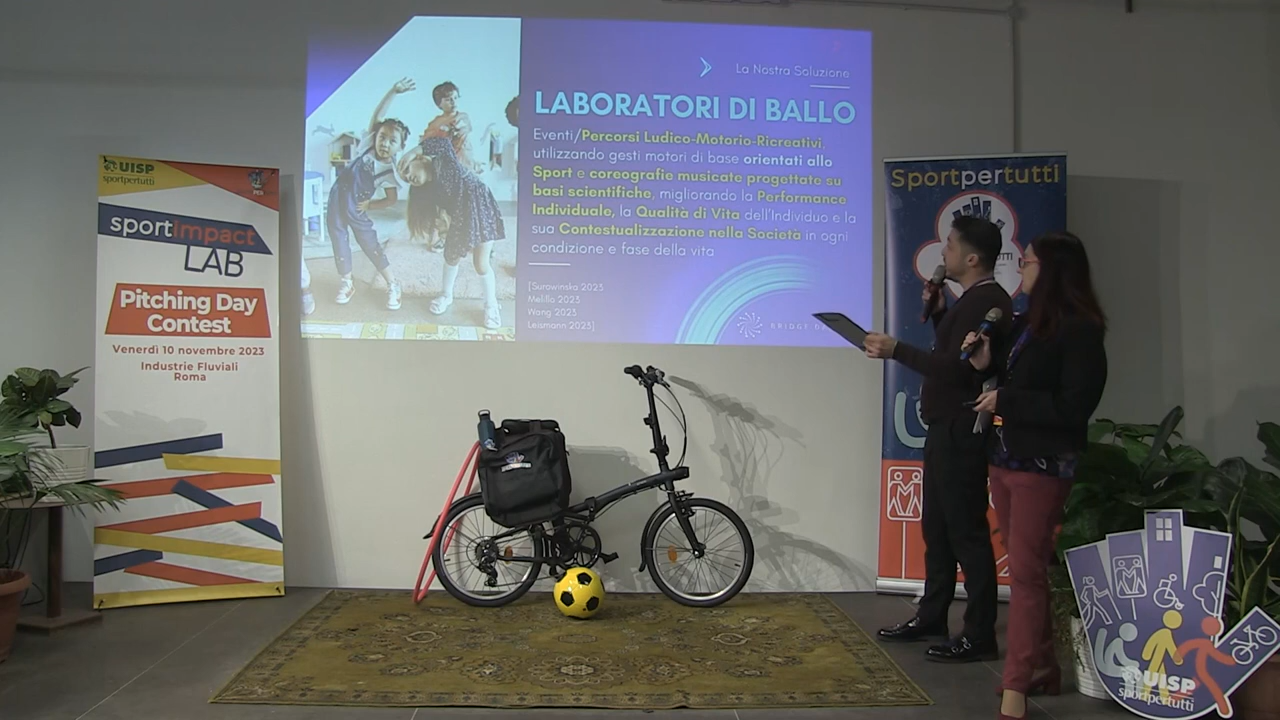 UISP
sportpertutti
sportimpact
LAB
Pitching Day
Contest
Venerdì 10 novembre 2023
Industrie Fluviali
Roma
La Nostra Soluzione
LABORATORI DI BALLO
Eventi/Percorsi Ludico-Motorio-Ricreativi,
utilizzando gesti motori di base orientati allo
Sport e coreografie musicate progettate su
basi scientifiche, migliorando la Performance
Individuale, la Qualità di Vita dell'Individuo e la
sua Contestualizzazione nella Società in ogni
condizione e fase della vita
[Surowinska 2023
Melillo 2023
Wang 2023
Leismann 2023]
Sportpertutti
UISP
sportpertutti